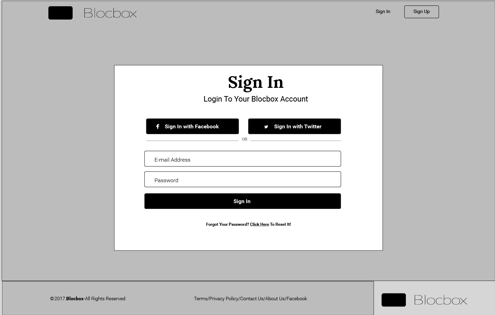 Blocbox
Sign In
Sign Up
Sign In
Login To Your Blocbox Account
Sign In with Facebook
Sign In with Twitter
OR
E-mail Address
Password
Sign In
Forgot Your Password? Click Here To Reset It!
© 2017 Blocbox-All Rights Reserved
Terms/Privacy Policy/Contact Us/About Us/Facebook
Blocbox